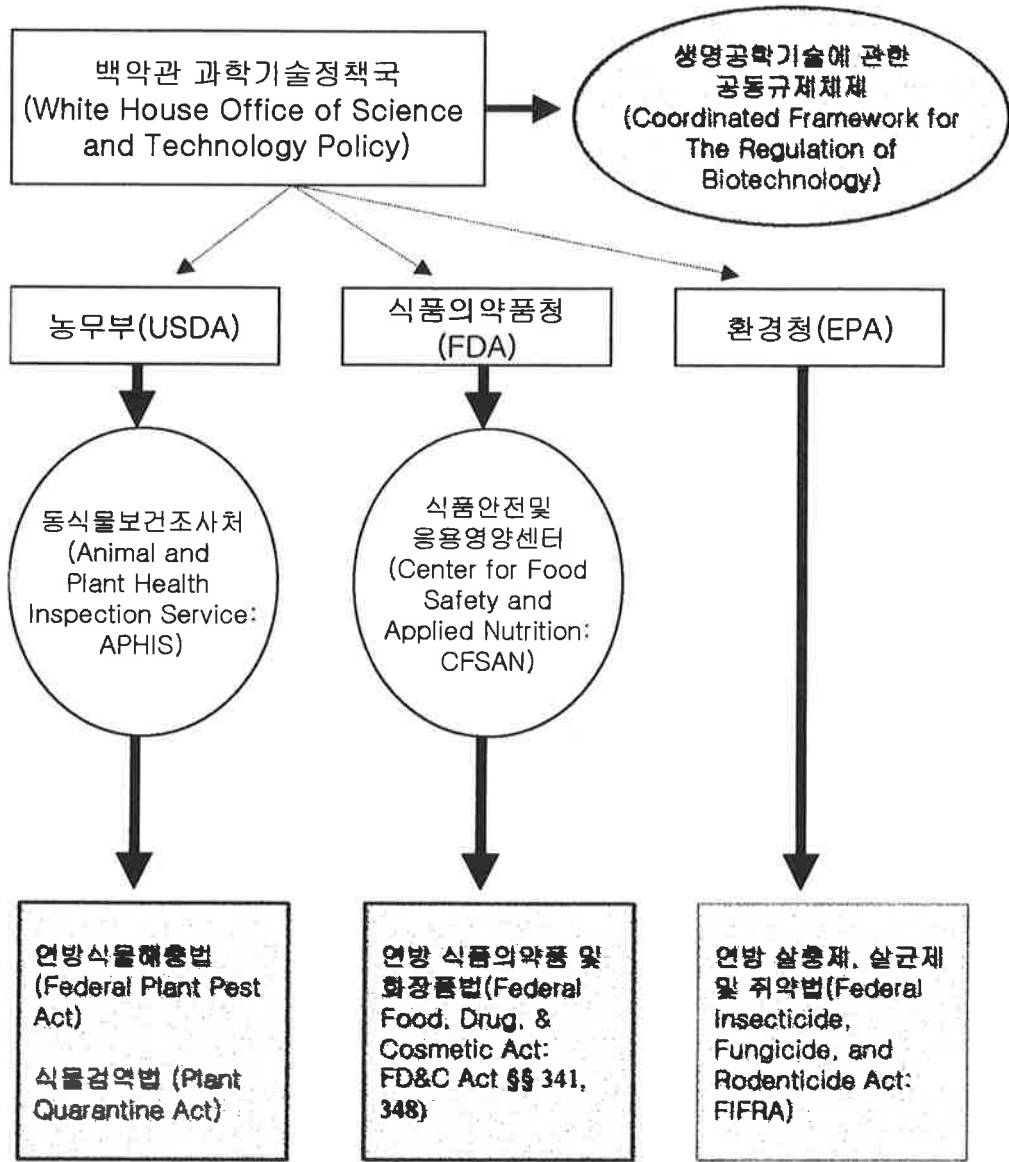 백악관 과학기술정책국
(White House Office of Science
and Technology Policy)
생명공학기술에 관한
공동규제체제
(Coordinated Framework for
The Regulation of
Biotechnology)
농무부(USDA)
식품의약품청
(FDA)
환경청(EPA)
동식물보건조사처
(Animal and
Plant Health
Inspection Service:
APHIS)
식품안전및
응용영양센터
(Center for Food
Safety and
Applied Nutrition:
CFSAN)
연방식물해충법
(Federal Plant Pest
Act)
식물검역법 (Plant
Quarantine Act)
연방 식품의약품 및
화장품법(Federal
Food, Drug, &
Cosmetic Act:
FD&C Act §§ 341,
348)
연방 살충제, 살균제
및 쥐약법(Federal
Insecticide,
Fungicide, and
Rodenticide Act:
FIFRA)